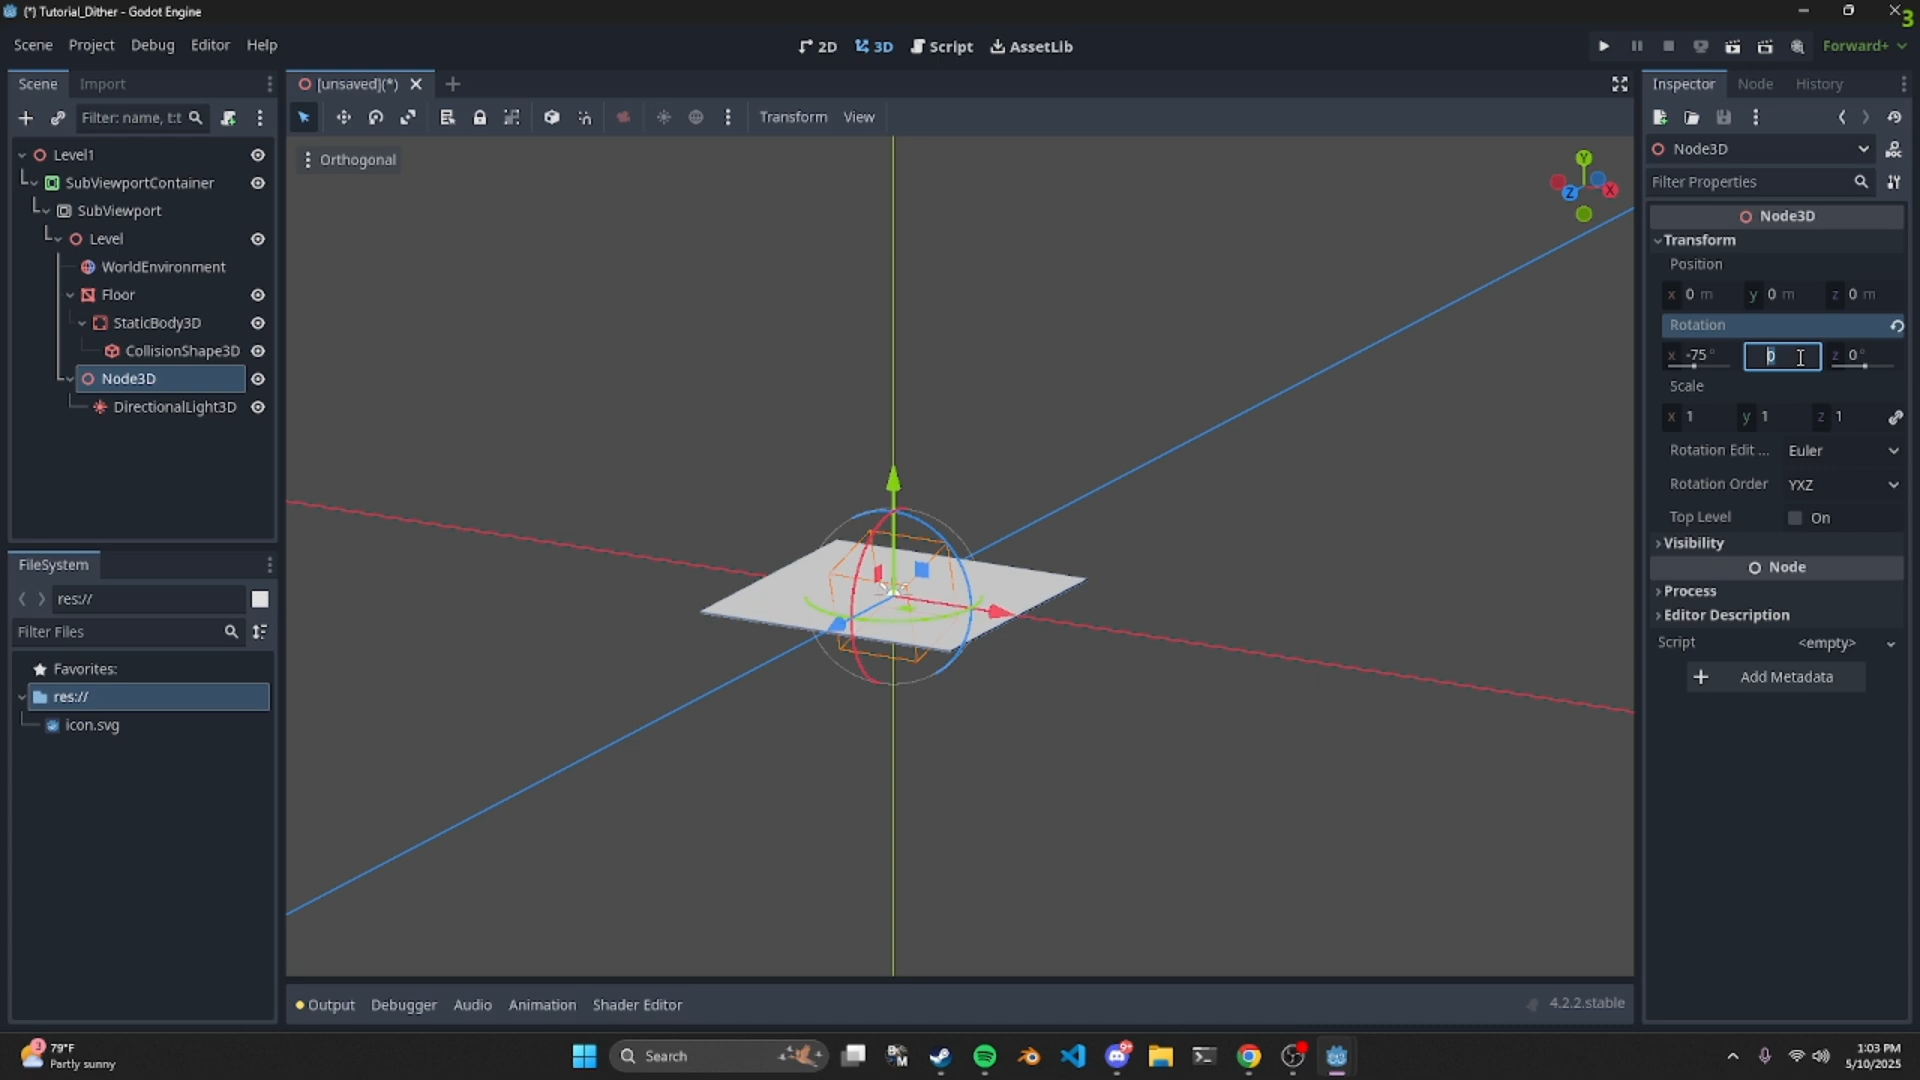 (*) Tutorial_Dither - Godot Engine
3
Scene Project Debug Editor Help
2D 3D Script AssetLib
Forward+
Scene Import
[unsaved](*)
Inspector Node History
Filter: name, t:t
Transform View
Orthogonal
Y
Z
X
Level1
SubViewportContainer
SubViewport
Level
WorldEnvironment
Floor
StaticBody3D
CollisionShape3D
Node3D
DirectionalLight3D
Node3D
DOC
Filter Properties
Node3D
Transform
Position
x 0 m y 0 m z 0 m
Rotation
x -75 ° 0 z 0 °
Scale
x 1 y 1 z 1
Rotation Edit ... Euler
Rotation Order YXZ
Top Level On
Visibility
Node
Process
Editor Description
Script <empty>
Add Metadata
FileSystem
res://
Filter Files
Favorites:
res://
icon.svg
Output Debugger Audio Animation Shader Editor
4.2.2.stable
3
79°F
Partly sunny
Search
9+
1:03 PM
5/10/2025